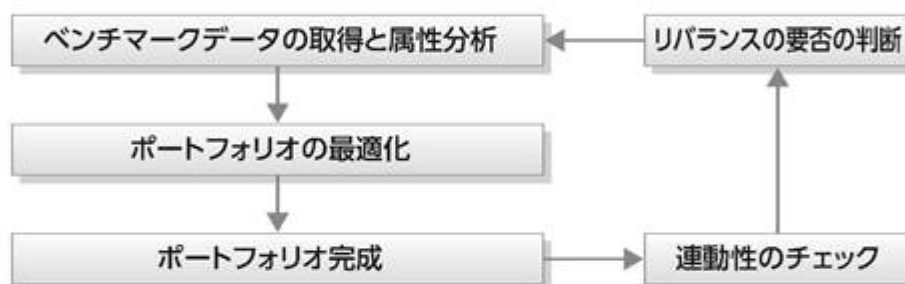 ベンチマークデータの取得と属性分析
リバランスの要否の判断
ポートフォリオの最適化
ポートフォリオ完成
連動性のチェック